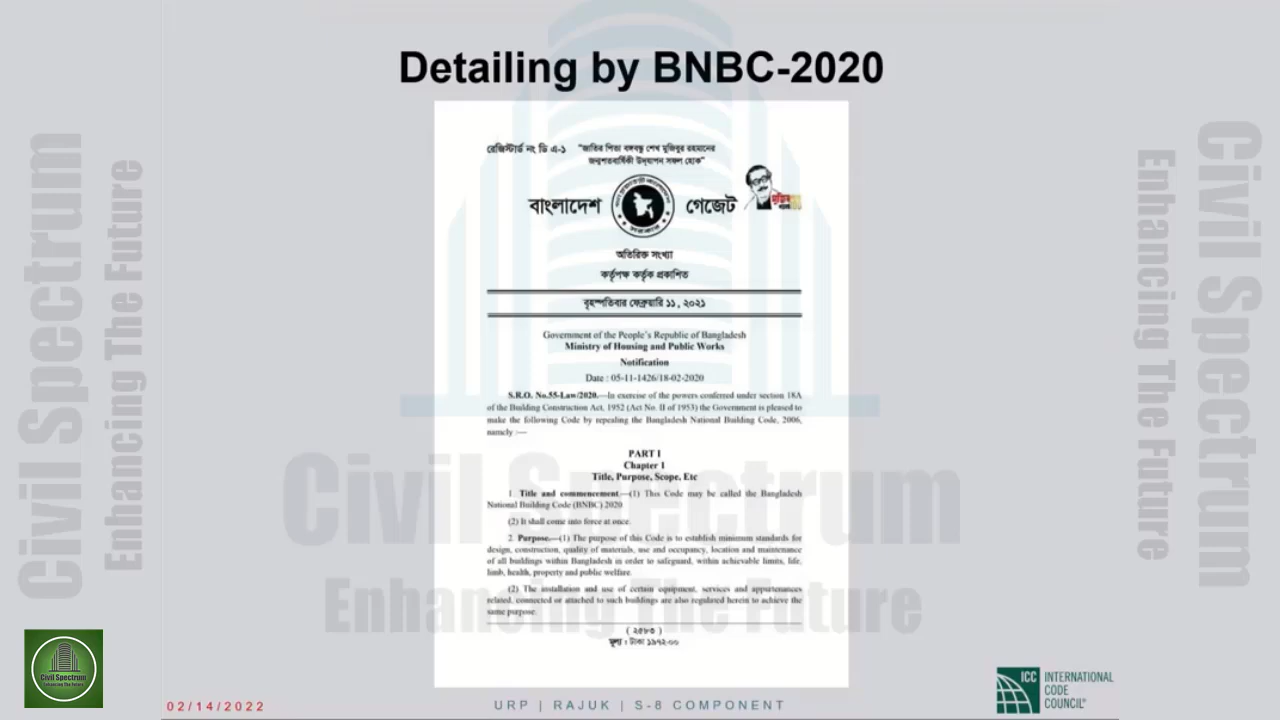 Detailing by BNBC-2020
রেজিস্টার্ড নং ডি এ-১ "জাতির পিতা বঙ্গবন্ধু শেখ মুজিবুর রহমানের
জন্মশতবার্ষিকী উদ্‌যাপন সফল হোক"
বাংলাদেশ গেজেট
অতিরিক্ত সংখ্যা
কর্তৃপক্ষ কর্তৃক প্রকাশিত
বৃহস্পতিবার ফেব্রুয়ারি ১১, ২০২১
Government of the People's Republic of Bangladesh
Ministry of Housing and Public Works
Notification
Date : 05-11-1426/18-02-2020
S.R.O. No.55-Law/2020.—In exercise of the powers conferred under section 18A
of the Building Construction Act, 1952 (Act No. II of 1953) the Government is pleased to
make the following Code by repealing the Bangladesh National Building Code, 2006,
namely :—
PART I
Chapter 1
Title, Purpose, Scope, Etc
1. Title and commencement.—(1) This Code may be called the Bangladesh
National Building Code (BNBC) 2020
(2) It shall come into force at once.
2. Purpose.—(1) The purpose of this Code is to establish minimum standards for
design, construction, quality of materials, use and occupancy, location and maintenance
of all buildings within Bangladesh in order to safeguard, within achievable limits, life,
limb, health, property and public welfare.
(2) The installation and use of certain equipment, services and appurtenances
related, connected or attached to such buildings are also regulated herein to achieve the
same purpose.
( ২৫৮৩ )
মূল্য : টাকা ১৯৭২.০০
Civil Spectrum
Enhancing The Future
Civil Spectrum
Enhancing The Future
Civil Spectrum
Enhancing The Future
Civil Spectrum
Enhancing The Future
02/14/2022
URP | RAJUK | S-8 COMPONENT
ICC INTERNATIONAL
CODE
COUNCIL